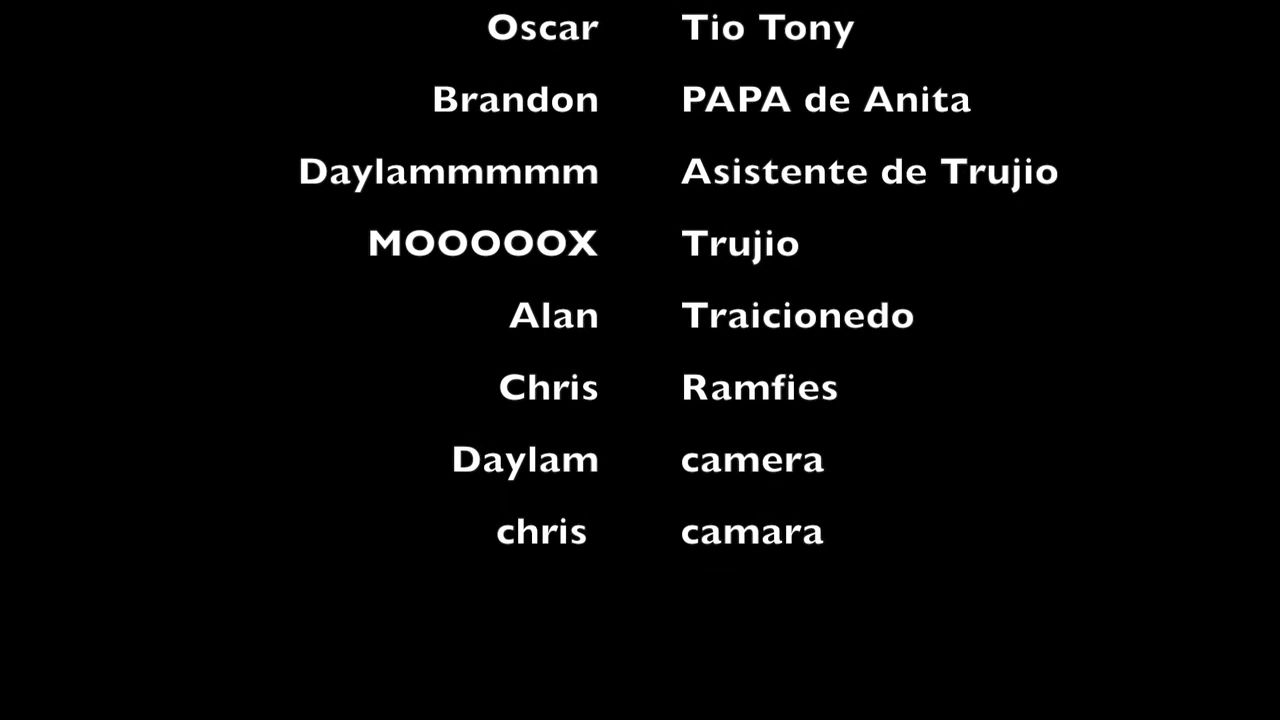 Oscar Tio Tony
Brandon PAPA de Anita
Daylammmmm Asistente de Trujio
MOOOOOX Trujio
Alan Traicionedo
Chris Ramfies
Daylam camera
chris camara